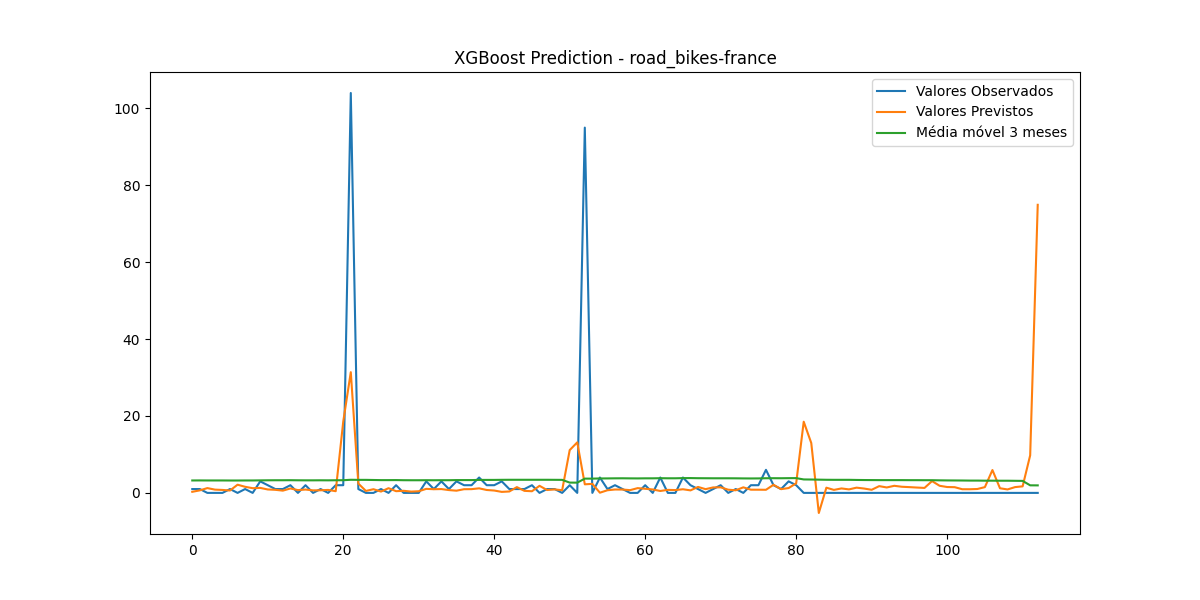 XGBoost Prediction - road_bikes-france
Valores Observados
Valores Previstos
Média móvel 3 meses
100
80
60
40
20
0
0 20 40 60 80 100